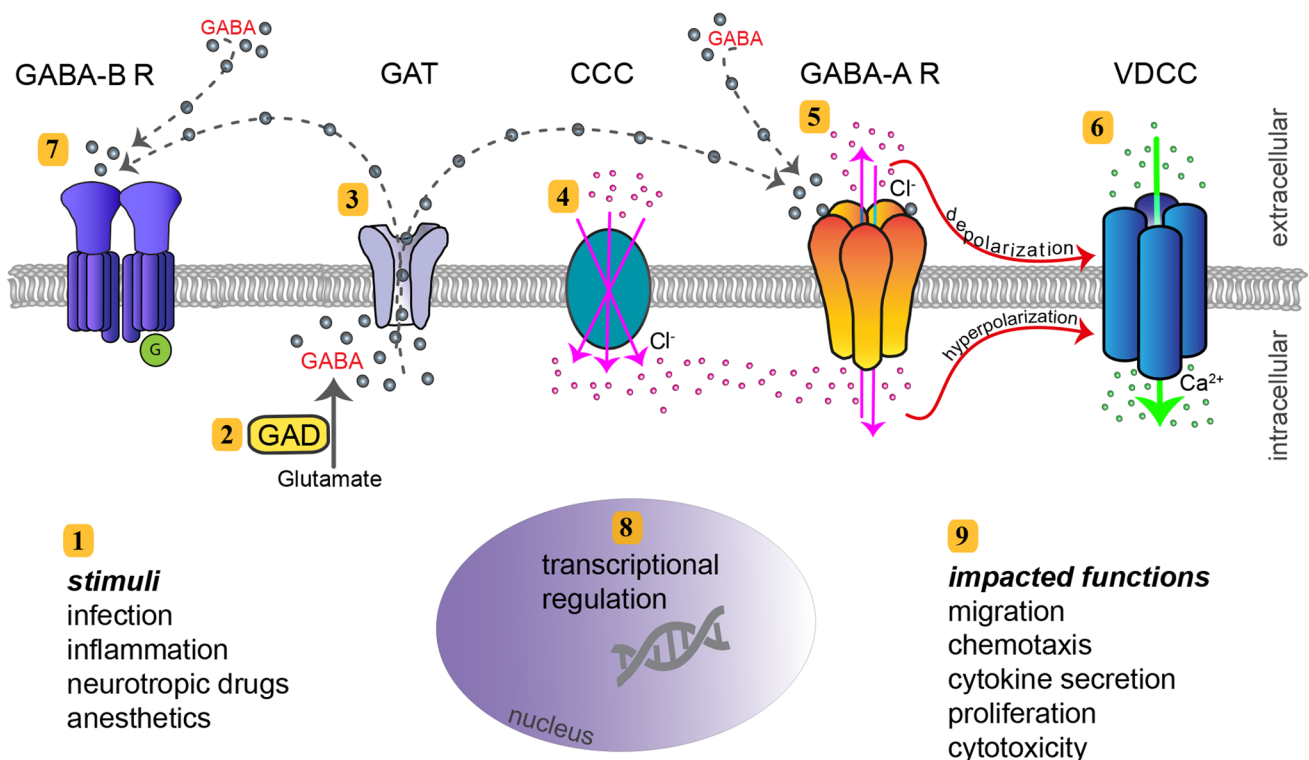 GABA
GABA
GABA-B R
GAT
CCC
GABA-A R
VDCC
7
3
4
5
6
Cl-
depolarization
extracellular
GABA
Cl-
hyperpolarization
Ca2+
intracellular
2
GAD
Glutamate
G
1
stimuli
infection
inflammation
neurotropic drugs
anesthetics
8
transcriptional
regulation
nucleus
9
impacted functions
migration
chemotaxis
cytokine secretion
proliferation
cytotoxicity